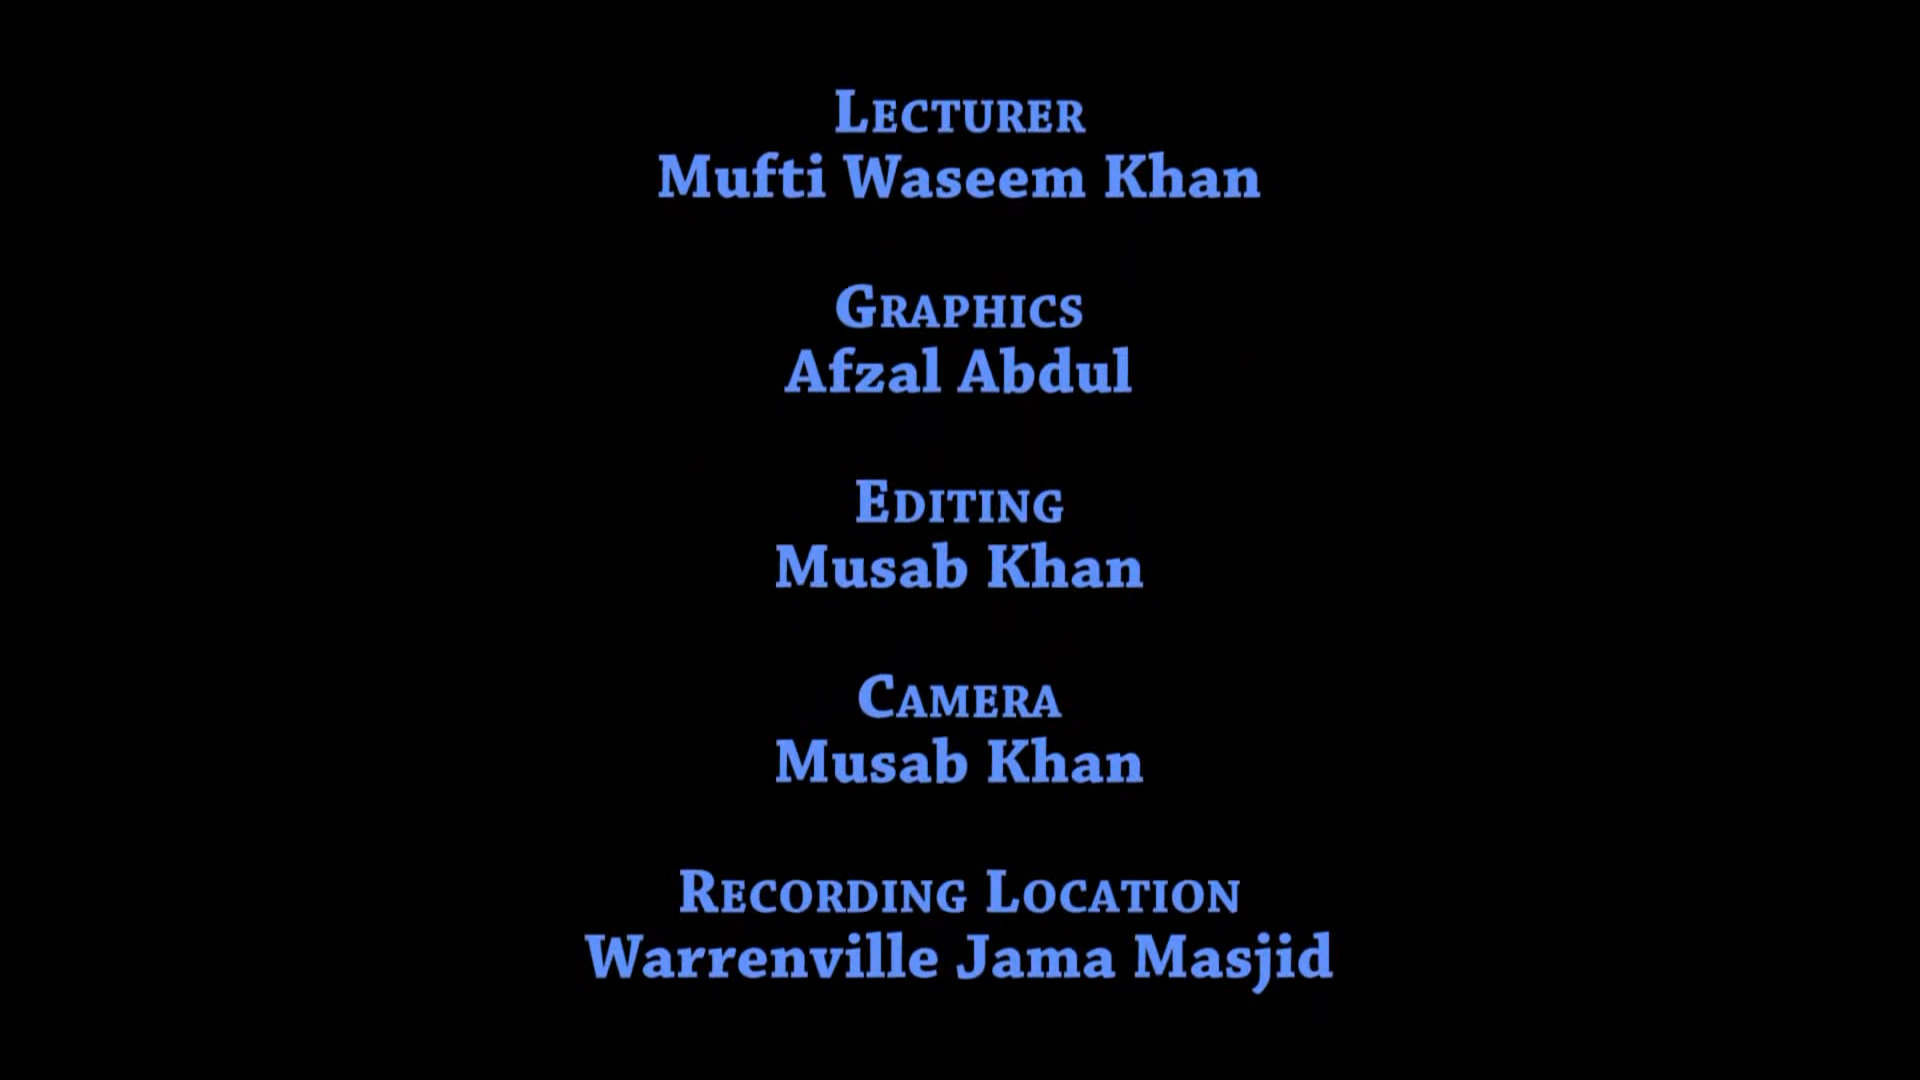 Lecturer
Mufti Waseem Khan
Graphics
Afzal Abdul
Editing
Musab Khan
Camera
Musab Khan
Recording Location
Warrenville Jama Masjid